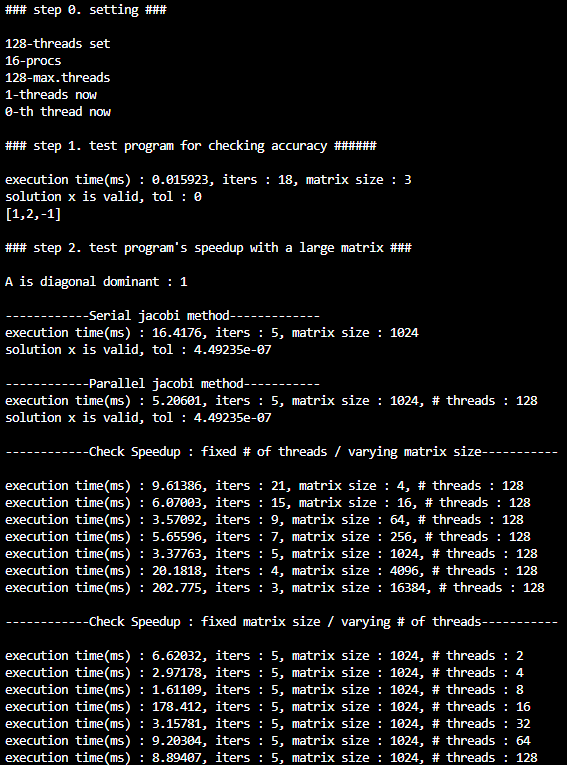 ### step 0. setting ###
128-threads set
16-procs
128-max.threads
1-threads now
0-th thread now
### step 1. test program for checking accuracy ######
execution time(ms) : 0.015923, iters : 18, matrix size : 3
solution x is valid, tol : 0
[1,2,-1]
### step 2. test program's speedup with a large matrix ###
A is diagonal dominant : 1
------------Serial jacobi method-------------
execution time(ms) : 16.4176, iters : 5, matrix size : 1024
solution x is valid, tol : 4.49235e-07
------------Parallel jacobi method-----------
execution time(ms) : 5.20601, iters : 5, matrix size : 1024, # threads : 128
solution x is valid, tol : 4.49235e-07
------------Check Speedup : fixed # of threads / varying matrix size-----------
execution time(ms) : 9.61386, iters : 21, matrix size : 4, # threads : 128
execution time(ms) : 6.07003, iters : 15, matrix size : 16, # threads : 128
execution time(ms) : 3.57092, iters : 9, matrix size : 64, # threads : 128
execution time(ms) : 5.65596, iters : 7, matrix size : 256, # threads : 128
execution time(ms) : 3.37763, iters : 5, matrix size : 1024, # threads : 128
execution time(ms) : 20.1818, iters : 4, matrix size : 4096, # threads : 128
execution time(ms) : 202.775, iters : 3, matrix size : 16384, # threads : 128
------------Check Speedup : fixed matrix size / varying # of threads-----------
execution time(ms) : 6.62032, iters : 5, matrix size : 1024, # threads : 2
execution time(ms) : 2.97178, iters : 5, matrix size : 1024, # threads : 4
execution time(ms) : 1.61109, iters : 5, matrix size : 1024, # threads : 8
execution time(ms) : 178.412, iters : 5, matrix size : 1024, # threads : 16
execution time(ms) : 3.15781, iters : 5, matrix size : 1024, # threads : 32
execution time(ms) : 9.20304, iters : 5, matrix size : 1024, # threads : 64
execution time(ms) : 8.89407, iters : 5, matrix size : 1024, # threads : 128